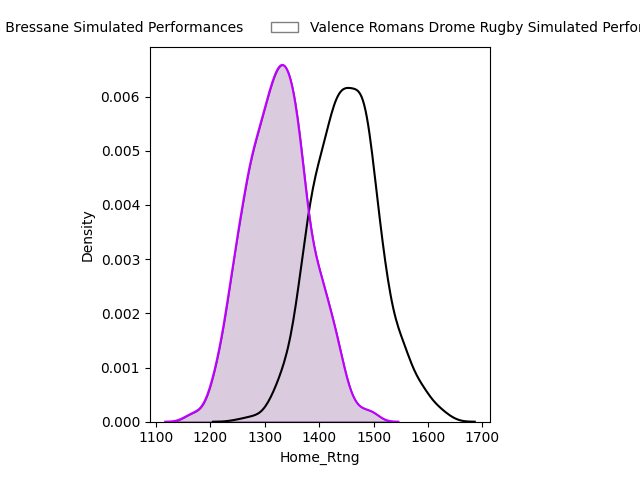 Bressane Simulated Performances
Valence Romans Drome Rugby Simulated
0.006
0.005
0.004
0.003
0.002
0.001
0.000
Density
1100 1200 1300 1400 1500 1600 1700
Home_Rtng